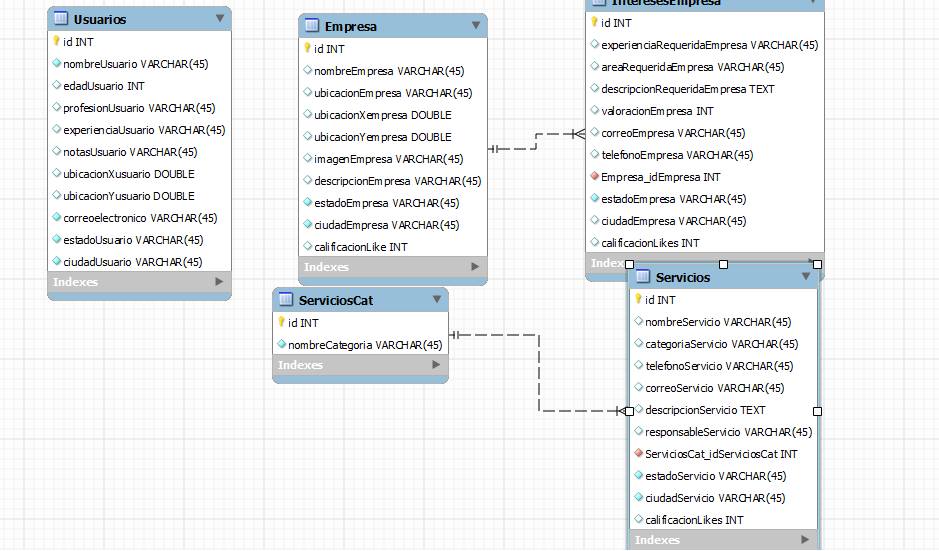 Usuarios
id INT
nombreUsuario VARCHAR(45)
edadUsuario INT
profesionUsuario VARCHAR(45)
experienciaUsuario VARCHAR(45)
notasUsuario VARCHAR(45)
ubicacionXusuario DOUBLE
ubicacionYusuario DOUBLE
correoelectronico VARCHAR(45)
estadoUsuario VARCHAR(45)
ciudadUsuario VARCHAR(45)
Indexes
Empresa
id INT
nombreEmpresa VARCHAR(45)
ubicacionEmpresa VARCHAR(45)
ubicacionXempresa DOUBLE
ubicacionYempresa DOUBLE
imagenEmpresa VARCHAR(45)
descripcionEmpresa VARCHAR(45)
estadoEmpresa VARCHAR(45)
ciudadEmpresa VARCHAR(45)
calificacionLike INT
Indexes
InteresesEmpresa
id INT
experienciaRequeridaEmpresa VARCHAR(45)
areaRequeridaEmpresa VARCHAR(45)
descripcionRequeridaEmpresa TEXT
valoracionEmpresa INT
correoEmpresa VARCHAR(45)
telefonoEmpresa VARCHAR(45)
Empresa_idEmpresa INT
estadoEmpresa VARCHAR(45)
ciudadEmpresa VARCHAR(45)
calificacionLikes INT
ServiciosCat
id INT
nombreCategoria VARCHAR(45)
Indexes
Servicios
id INT
nombreServicio VARCHAR(45)
categoriaServicio VARCHAR(45)
telefonoServicio VARCHAR(45)
correoServicio VARCHAR(45)
descripcionServicio TEXT
responsableServicio VARCHAR(45)
ServiciosCat_idServiciosCat INT
estadoServicio VARCHAR(45)
ciudadServicio VARCHAR(45)
calificacionLikes INT
Indexes